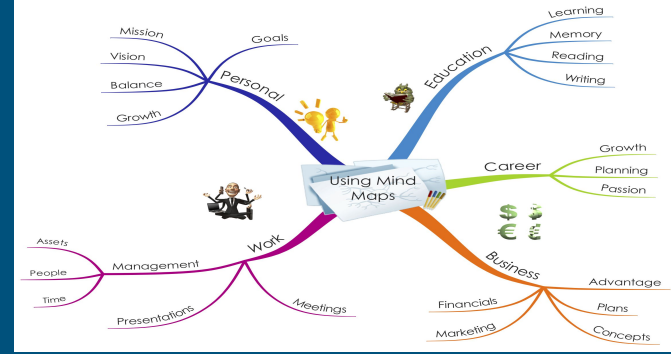 Using Mind
Maps
Personal
Mission
Vision
Balance
Growth
Goals
Education
Learning
Memory
Reading
Writing
Career
Growth
Planning
Passion
Business
Advantage
Plans
Concepts
Financials
Marketing
Work
Management
Assets
People
Time
Presentations
Meetings
$ $
€ €